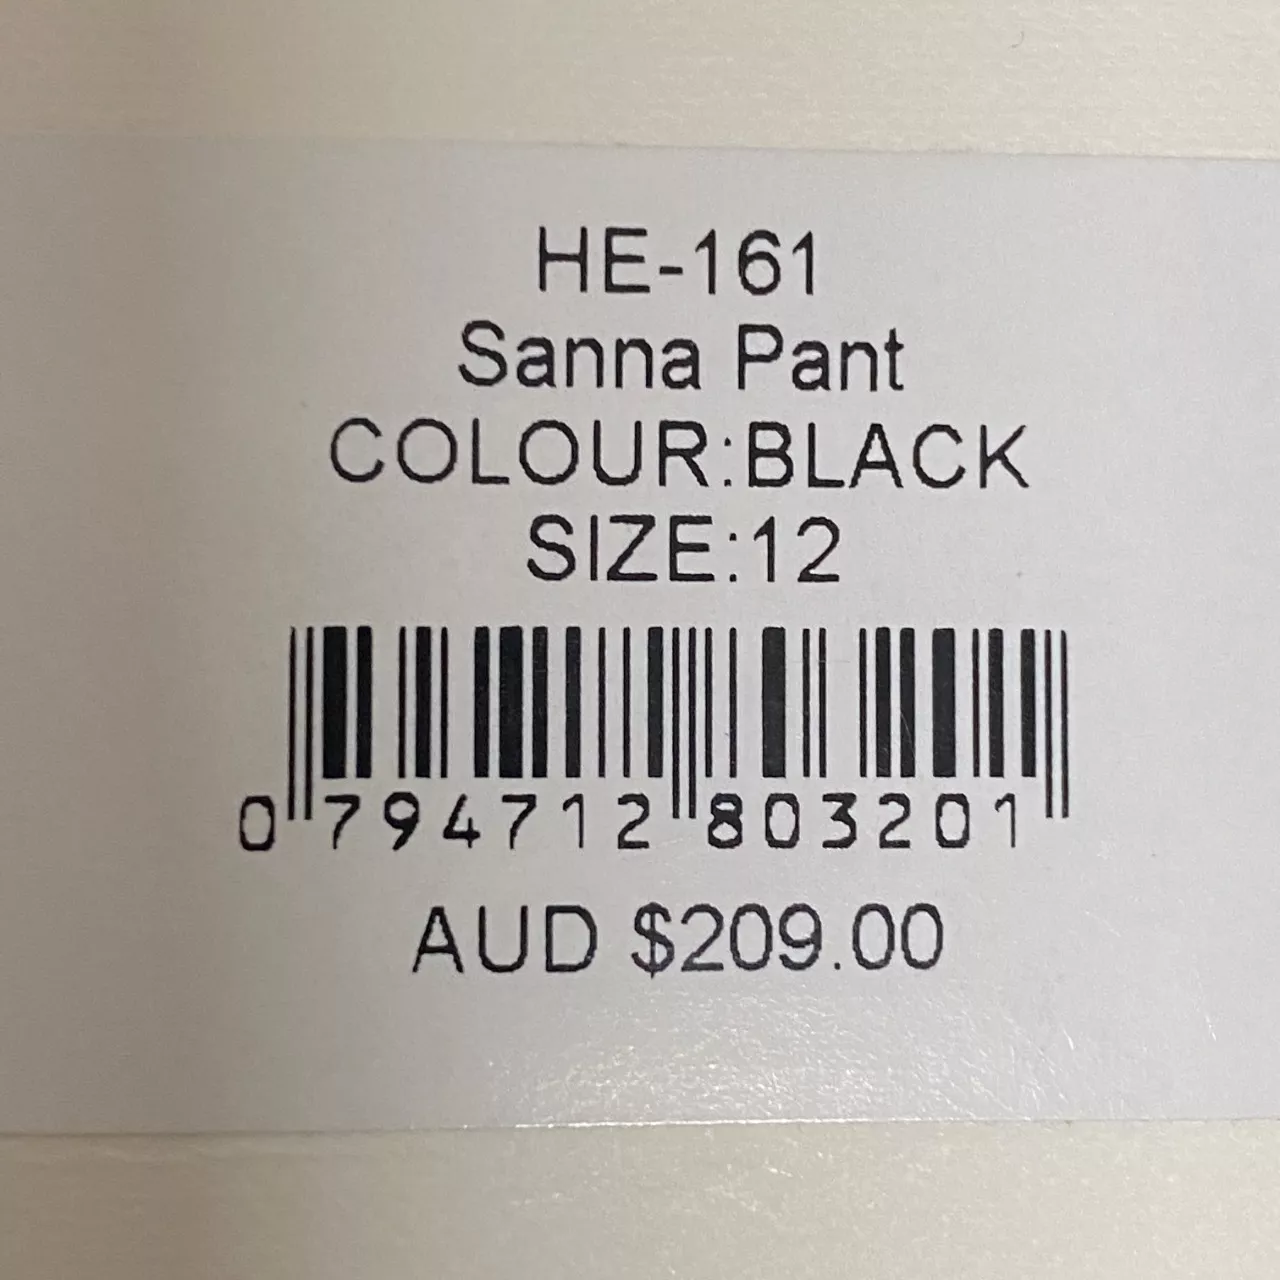 HE-161
Sanna Pant
COLOUR:BLACK
SIZE:12
0 794712 803201
AUD $209.00